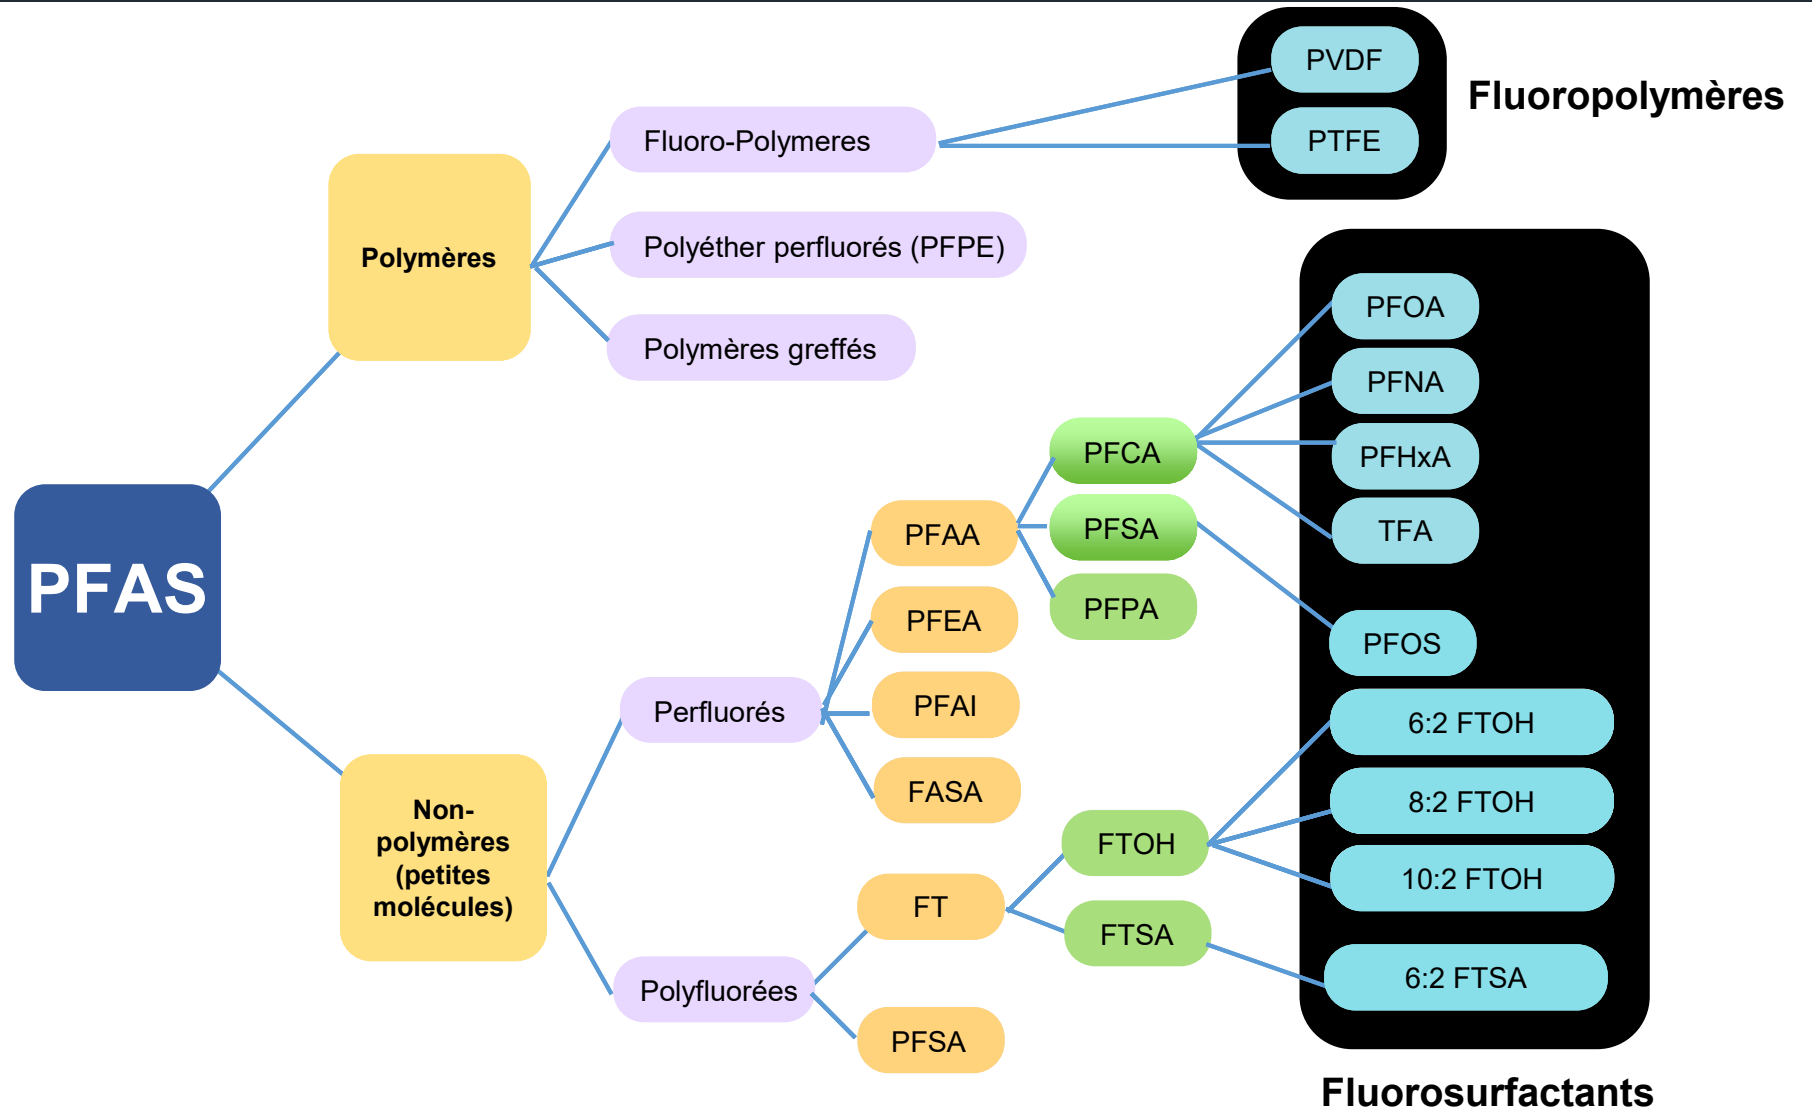 PVDF
Fluoropolymères
PTFE
Fluoro-Polymeres
Polyéther perfluorés (PFPE)
Polymères
Polymères greffés
PFOA
PFNA
PFCA
PFHxA
PFAA
PFSA
TFA
PFAS
PFEA
PFPA
PFOS
Perfluorés
PFAI
6:2 FTOH
FASA
8:2 FTOH
Non-
polymères
(petites
molécules)
FTOH
10:2 FTOH
FT
FTSA
Polyfluorées
6:2 FTSA
PFSA
Fluorosurfactants